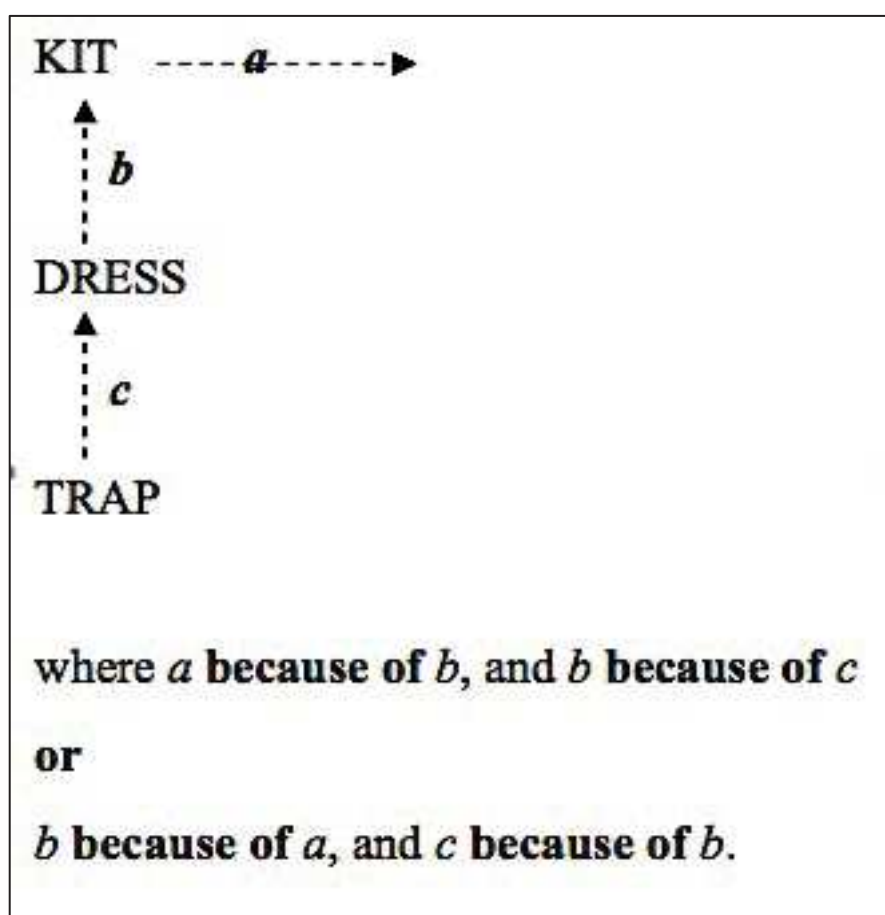 KIT a
b
DRESS
c
TRAP
where a because of b, and b because of c
or
b because of a, and c because of b.